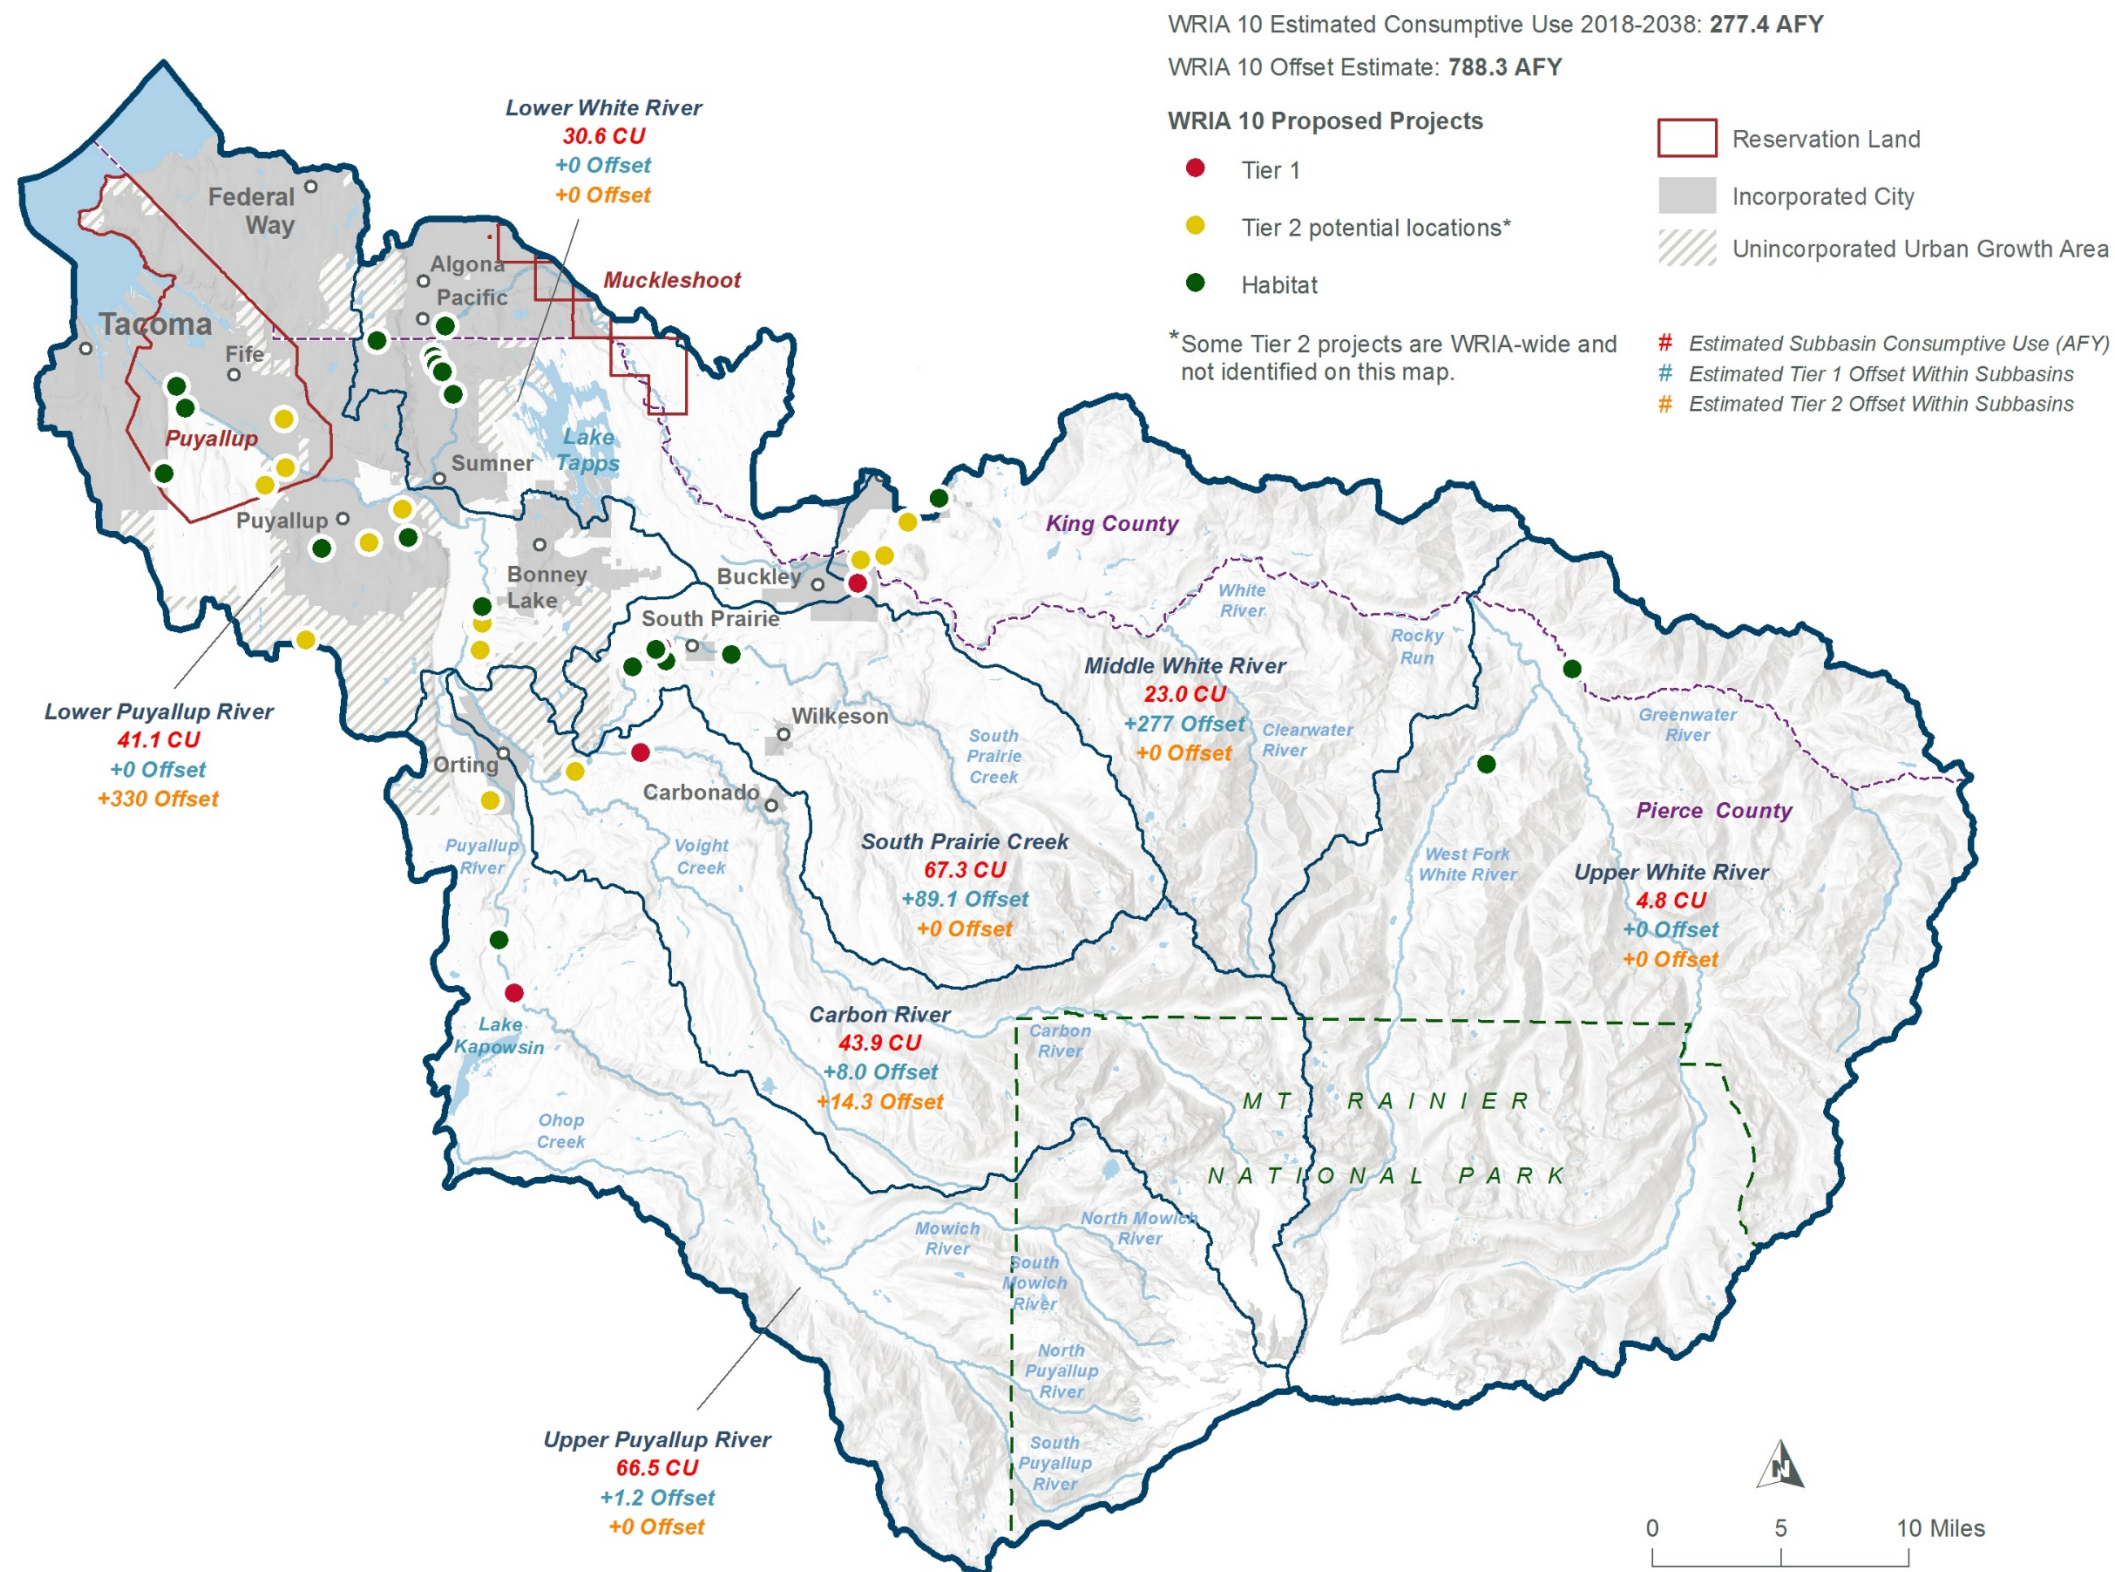 WRIA 10 Estimated Consumptive Use 2018-2038: 277.4 AFY
WRIA 10 Offset Estimate: 788.3 AFY
WRIA 10 Proposed Projects
Tier 1
Tier 2 potential locations*
Habitat
*Some Tier 2 projects are WRIA-wide and
not identified on this map.
Reservation Land
Incorporated City
Unincorporated Urban Growth Area
# Estimated Subbasin Consumptive Use (AFY)
# Estimated Tier 1 Offset Within Subbasins
# Estimated Tier 2 Offset Within Subbasins
Lower White River
30.6 CU
+0 Offset
+0 Offset
Federal
Way
Algona
Pacific
Muckleshoot
Tacoma
Fife
Puyallup
Lake
Tapps
Sumner
Puyallup
Bonney
Lake
Buckley
South Prairie
King County
White
River
Rocky
Run
Middle White River
23.0 CU
+277 Offset
+0 Offset
Clearwater
River
Greenwater
River
Pierce County
Lower Puyallup River
41.1 CU
+0 Offset
+330 Offset
Wilkeson
South
Prairie
Creek
Orting
Carbonado
Puyallup
River
Voight
Creek
South Prairie Creek
67.3 CU
+89.1 Offset
+0 Offset
West Fork
White River
Upper White River
4.8 CU
+0 Offset
+0 Offset
Lake
Kapowsin
Carbon River
43.9 CU
+8.0 Offset
+14.3 Offset
Carbon
River
MT RAINIER
NATIONAL PARK
Ohop
Creek
Mowich
River
North Mowich
River
South
Mowich
River
North
Puyallup
River
South
Puyallup
River
Upper Puyallup River
66.5 CU
+1.2 Offset
+0 Offset
N
0 5 10 Miles